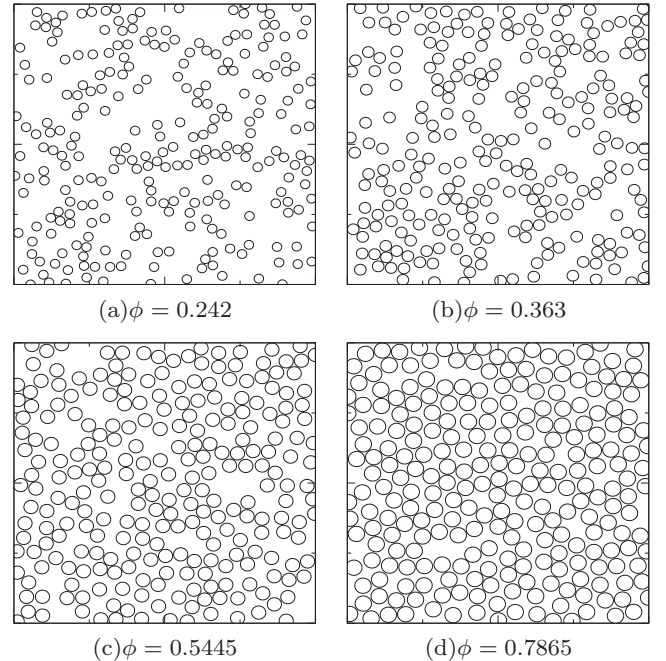 (a)ϕ = 0.242
(b)ϕ = 0.363
(c)ϕ = 0.5445
(d)ϕ = 0.7865